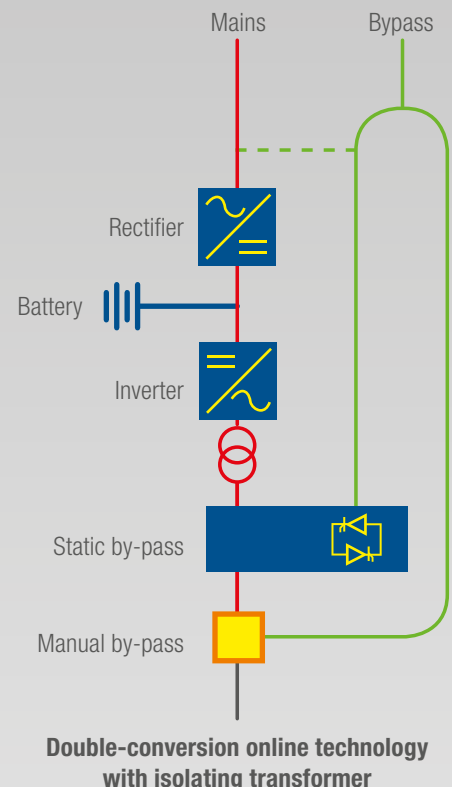 Mains
Bypass
Rectifier
Battery
Inverter
Static by-pass
Manual by-pass
Double-conversion online technology
with isolating transformer